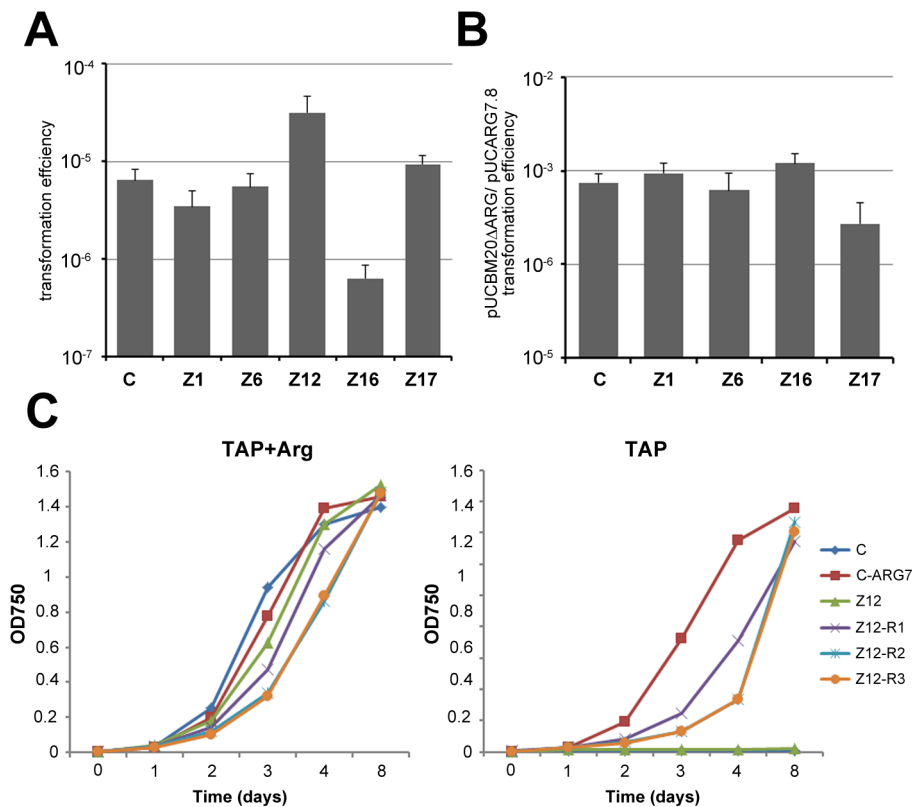 A
transformation effciency
10-4
10-5
10-6
10-7
C Z1 Z6 Z12 Z16 Z17
B
pUCBM20ΔARG/ pUCARG7.8
transformation efficiency
10-2
10-3
10-6
10-5
C Z1 Z6 Z16 Z17
C
TAP+Arg
OD750
1.6
1.4
1.2
1
0.8
0.6
0.4
0.2
0
0 1 2 3 4 8
Time (days)
TAP
OD750
1.6
1.4
1.2
1
0.8
0.6
0.4
0.2
0
0 1 2 3 4 8
Time (days)
C
C-ARG7
Z12
Z12-R1
Z12-R2
Z12-R3